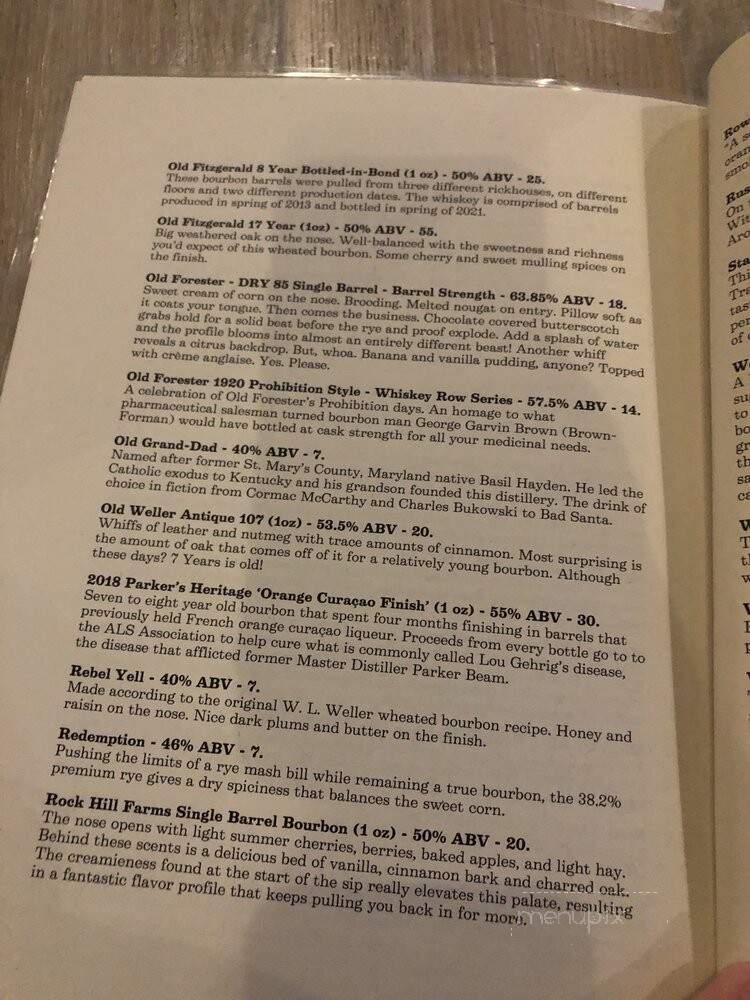 Old Fitzgerald 8 Year Bottled-in-Bond (1 oz) - 50% ABV - 25.
These bourbon barrels were pulled from three different rickhouses, on different
floors and two different production dates. The whiskey is comprised of barrels
produced in spring of 2013 and bottled in spring of 2021.
Old Fitzgerald 17 Year (1oz) - 50% ABV - 55.
Big weathered oak on the nose. Well-balanced with the sweetness and richness
you'd expect of this wheated bourbon. Some cherry and sweet mulling spices on
the finish.
Old Forester - DRY 85 Single Barrel - Barrel Strength - 63.85% ABV - 18.
Sweet cream of corn on the nose. Brooding. Melted nougat on entry. Pillow soft as
it coats your tongue. Then comes the business. Chocolate covered butterscotch
grabs hold for a solid beat before the rye and proof explode. Add a splash of water
and the profile blooms into almost an entirely different beast! Another whiff
reveals a citrus backdrop. But, whoa. Banana and vanilla pudding, anyone? Topped
with crème anglaise. Yes. Please.
Old Forester 1920 Prohibition Style - Whiskey Row Series - 57.5% ABV - 14.
A celebration of Old Forester's Prohibition days. An homage to what
pharmaceutical salesman turned bourbon man George Garvin Brown (Brown-
Forman) would have bottled at cask strength for all your medicinal needs.
Old Grand-Dad - 40% ABV - 7.
Named after former St. Mary's County, Maryland native Basil Hayden. He led the
Catholic exodus to Kentucky and his grandson founded this distillery. The drink of
choice in fiction from Cormac McCarthy and Charles Bukowski to Bad Santa.
Old Weller Antique 107 (1oz) - 53.5% ABV - 20.
Whiffs of leather and nutmeg with trace amounts of cinnamon. Most surprising is
the amount of oak that comes off of it for a relatively young bourbon. Although
these days? 7 Years is old!
2018 Parker's Heritage 'Orange Curaçao Finish' (1 oz) - 55% ABV - 30.
Seven to eight year old bourbon that spent four months finishing in barrels that
previously held French orange curaçao liqueur. Proceeds from every bottle go to to
the ALS Association to help cure what is commonly called Lou Gehrig's disease,
the disease that afflicted former Master Distiller Parker Beam.
Rebel Yell - 40% ABV - 7.
Made according to the original W. L. Weller wheated bourbon recipe. Honey and
raisin on the nose. Nice dark plums and butter on the finish.
Redemption - 46% ABV - 7.
Pushing the limits of a rye mash bill while remaining a true bourbon, the 38.2%
premium rye gives a dry spiciness that balances the sweet corn.
Rock Hill Farms Single Barrel Bourbon (1 oz) - 50% ABV - 20.
The nose opens with light summer cherries, berries, baked apples, and light hay.
Behind these scents is a delicious bed of vanilla, cinnamon bark and charred oak.
The creamieness found at the start of the sip really elevates this palate, resulting
in a fantastic flavor profile that keeps pulling you back in for more.
menupix